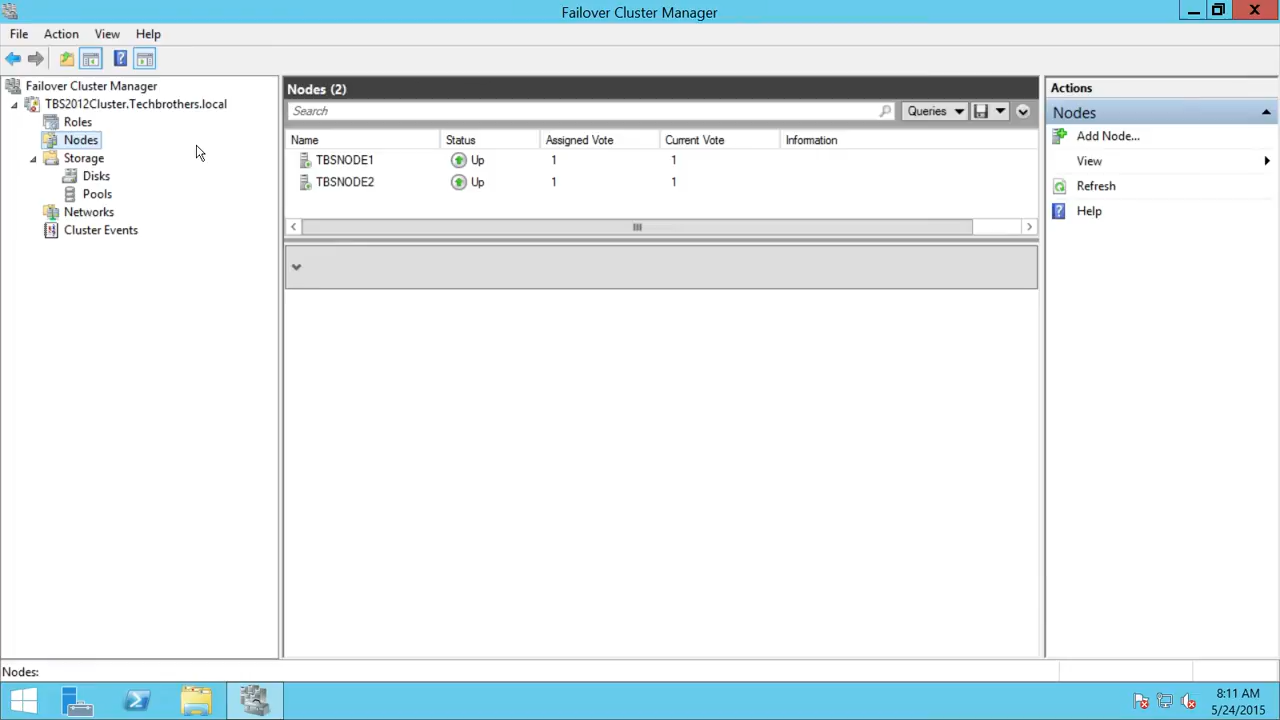 Failover Cluster Manager
File Action View Help
Failover Cluster Manager
TBS2012Cluster.Techbrothers.local
Roles
Nodes
Storage
Disks
Pools
Networks
Cluster Events
Nodes (2)
Search
Queries
Name Status Assigned Vote Current Vote Information
TBSNODE1 Up 1 1
TBSNODE2 Up 1 1
Actions
Nodes
Add Node...
View
Refresh
Help
Nodes:
8:11 AM
5/24/2015